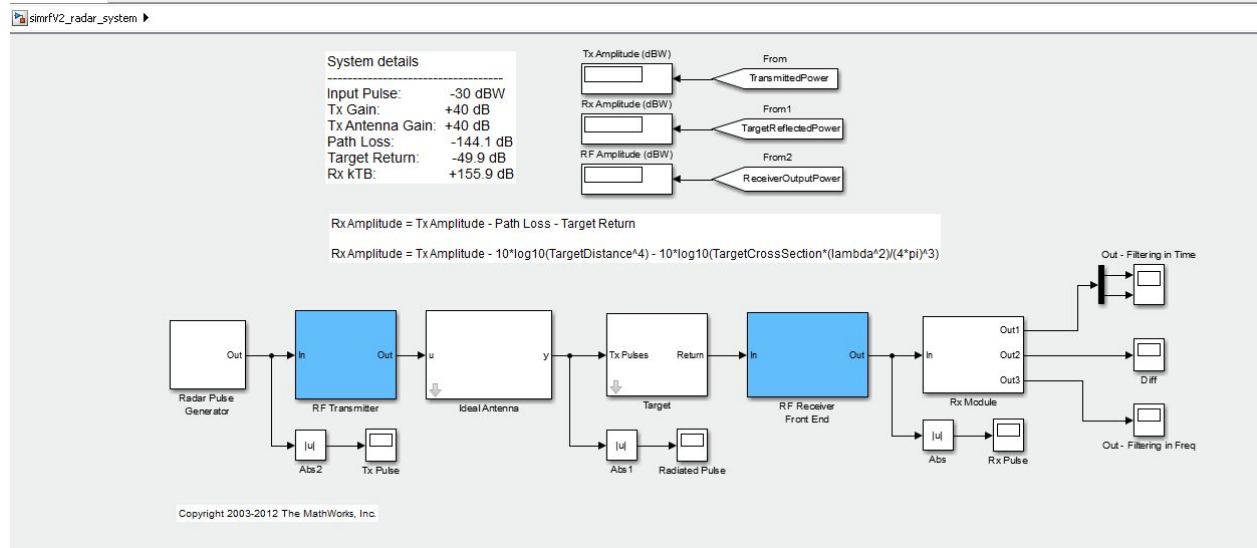 simrfV2_radar_system
System details
-----------------------------------
Input Pulse: -30 dBW
Tx Gain: +40 dB
Tx Antenna Gain: +40 dB
Path Loss: -144.1 dB
Target Return: -49.9 dB
Rx kTB: +155.9 dB
Tx Amplitude (dBW)
From
TransmittedPower
Rx Amplitude (dBW)
From1
TargetReflectedPower
RF Amplitude (dBW)
From2
ReceiverOutputPower
Rx Amplitude = Tx Amplitude - Path Loss - Target Return
Rx Amplitude = Tx Amplitude - 10*log10(TargetDistance^4) - 10*log10(TargetCrossSection*(lambda^2)/(4*pi)^3)
Out
Radar Pulse
Generator
In
Out
RF Transmitter
u
y
Ideal Antenna
Tx Pulses
Return
Target
In
Out
RF Receiver
Front End
In
Out1
Out2
Out3
Rx Module
Out - Filtering in Time
Diff
Out - Filtering in Freq
|u|
Abs2
Tx Pulse
|u|
Abs1
Radiated Pulse
|u|
Abs
Rx Pulse
Copyright 2003-2012 The MathWorks, Inc.